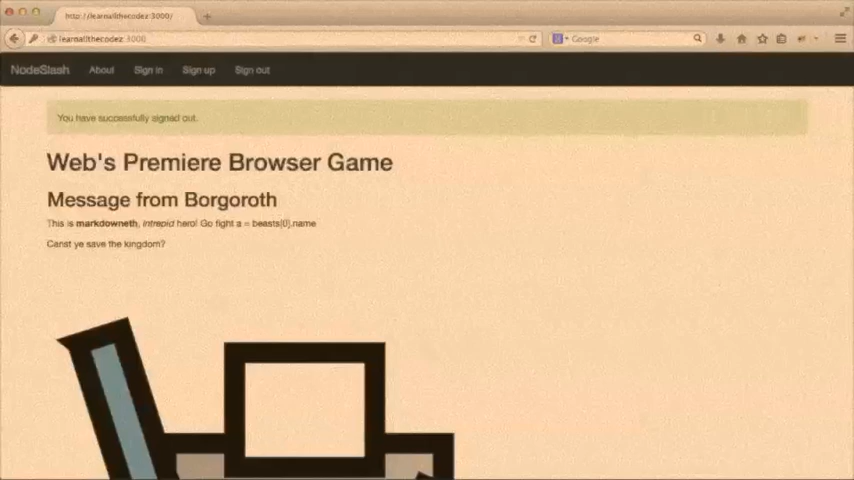 http://learnallthecodez:3000/
learnallthecodez:3000
Google
NodeSlash About Sign in Sign up Sign out
You have successfully signed out.
Web's Premiere Browser Game
Message from Borgoroth
This is markdowneth, intrepid hero! Go fight a = beasts[0].name
Canst ye save the kingdom?